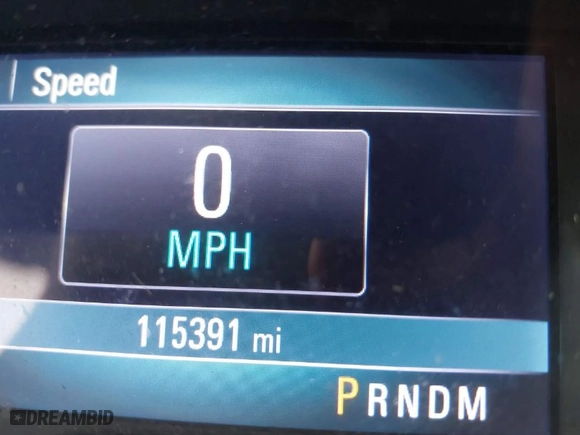 Speed
0
MPH
115391 mi
PRNDM
DREAMBID